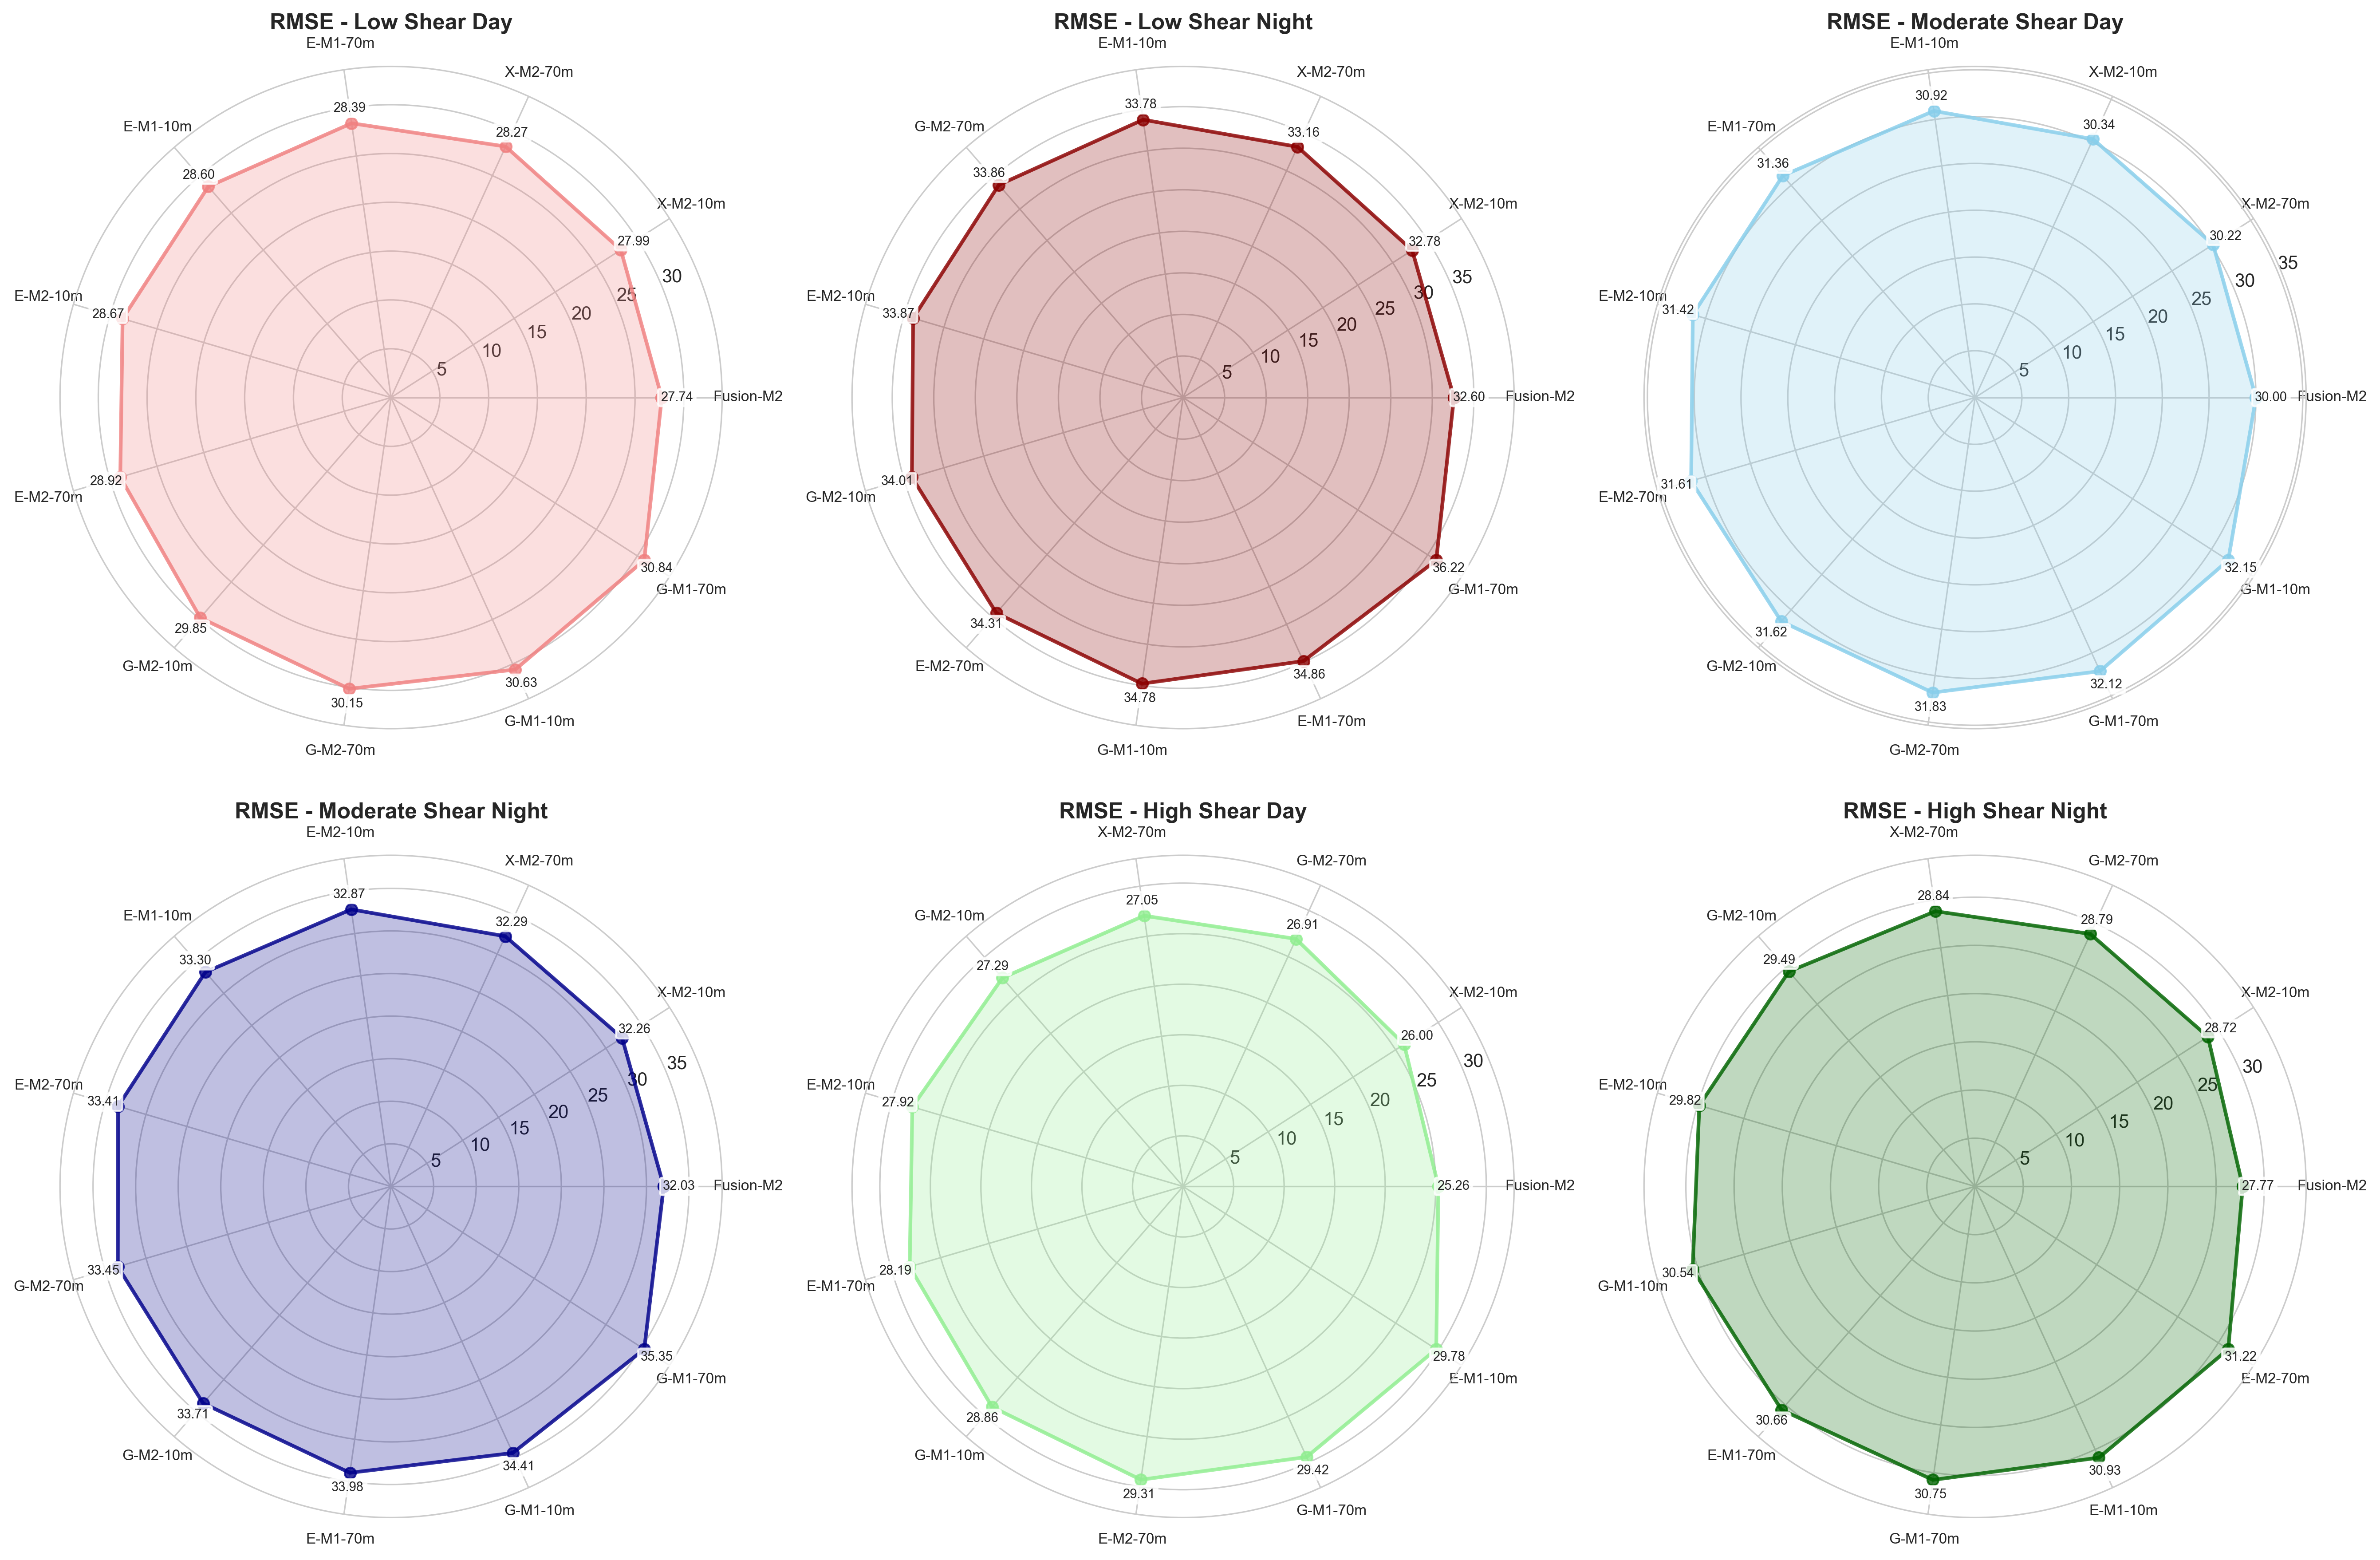 RMSE - Low Shear Day
E-M1-70m
X-M2-70m
E-M1-10m
28.39
28.27
28.60
X-M2-10m
27.99
30
E-M2-10m
28.67
25
20
15
10
5
27.74
Fusion-M2
28.92
E-M2-70m
30.84
G-M1-70m
29.85
G-M2-10m
30.63
30.15
G-M1-10m
G-M2-70m
RMSE - Low Shear Night
E-M1-10m
X-M2-70m
G-M2-70m
33.78
33.16
33.86
X-M2-10m
32.78
35
E-M2-10m
33.87
30
25
20
15
10
5
32.60
Fusion-M2
34.01
G-M2-10m
36.22
G-M1-70m
34.31
E-M2-70m
34.86
34.78
E-M1-70m
G-M1-10m
RMSE - Moderate Shear Day
E-M1-10m
X-M2-10m
E-M1-70m
30.92
30.34
31.36
X-M2-70m
30.22
35
30
E-M2-10m
31.42
25
20
15
10
5
30.00
Fusion-M2
31.61
E-M2-70m
32.15
G-M1-10m
31.62
G-M2-10m
32.12
31.83
G-M1-70m
G-M2-70m
RMSE - Moderate Shear Night
E-M2-10m
X-M2-70m
E-M1-10m
32.87
32.29
33.30
X-M2-10m
32.26
35
30
E-M2-70m
33.41
25
20
15
10
5
32.03
Fusion-M2
33.45
G-M2-70m
35.35
G-M1-70m
33.71
G-M2-10m
34.41
33.98
G-M1-10m
E-M1-70m
RMSE - High Shear Day
X-M2-70m
G-M2-70m
G-M2-10m
27.05
26.91
27.29
X-M2-10m
26.00
30
25
E-M2-10m
27.92
20
15
10
5
25.26
Fusion-M2
28.19
E-M1-70m
29.78
E-M1-10m
28.86
G-M1-10m
29.42
29.31
G-M1-70m
E-M2-70m
RMSE - High Shear Night
X-M2-70m
G-M2-70m
G-M2-10m
28.84
28.79
29.49
X-M2-10m
28.72
30
25
E-M2-10m
29.82
20
15
10
5
27.77
Fusion-M2
30.54
G-M1-10m
31.22
E-M2-70m
30.66
E-M1-70m
30.93
30.75
E-M1-10m
G-M1-70m